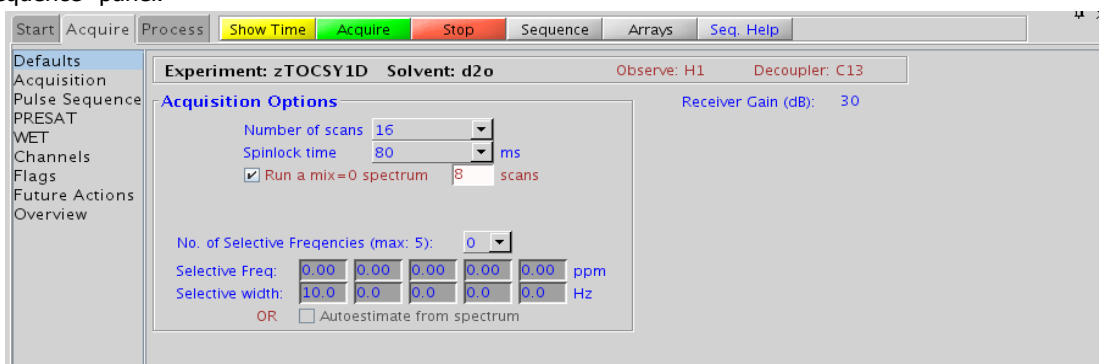 Start Acquire Process Show Time Acquire Stop Sequence Arrays Seq. Help
Defaults
Acquisition
Pulse Sequence
PRESAT
WET
Channels
Flags
Future Actions
Overview
Experiment: zTOCSY1D Solvent: d2o Observe: H1 Decoupler: C13
Acquisition Options Receiver Gain (dB): 30
Number of scans 16
Spinlock time 80 ms
Run a mix=0 spectrum 8 scans
No. of Selective Freqencies (max: 5): 0
Selective Freq: 0.00 0.00 0.00 0.00 0.00 ppm
Selective width: 10.0 0.0 0.0 0.0 0.0 Hz
OR Autoestimate from spectrum